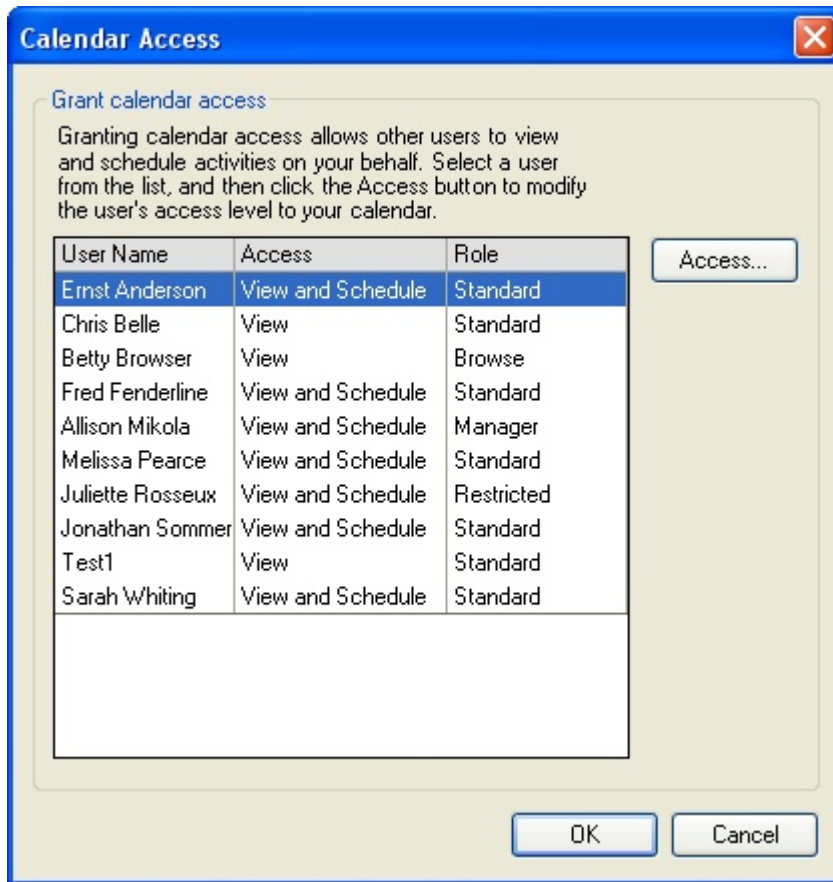 Calendar Access
Grant calendar access
Granting calendar access allows other users to view
and schedule activities on your behalf. Select a user
from the list, and then click the Access button to modify
the user's access level to your calendar.
User Name Access Role
Access...
Ernst Anderson View and Schedule Standard
Chris Belle View Standard
Betty Browser View Browse
Fred Fenderline View and Schedule Standard
Allison Mikola View and Schedule Manager
Melissa Pearce View and Schedule Standard
Juliette Rosseux View and Schedule Restricted
Jonathan Sommer View and Schedule Standard
Test1 View Standard
Sarah Whiting View and Schedule Standard
OK Cancel